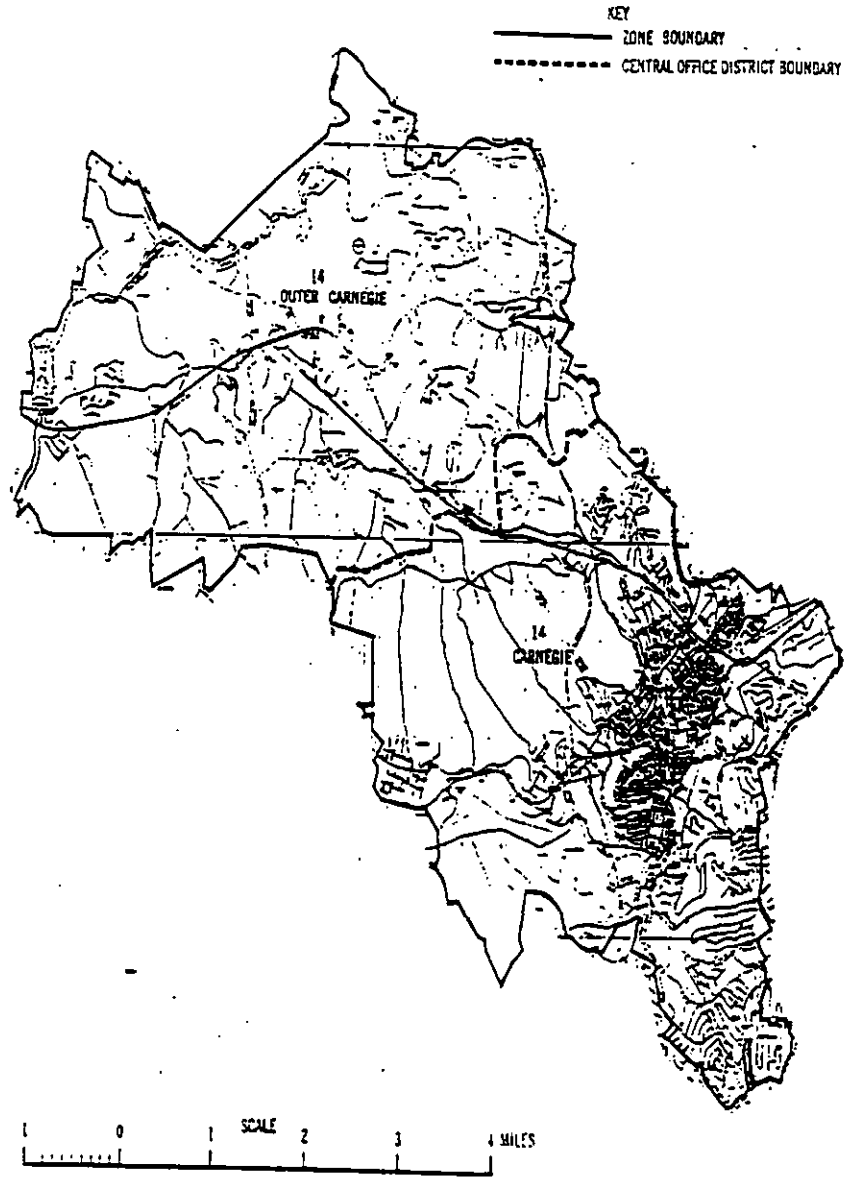 KEY
ZONE BOUNDARY
CENTRAL OFFICE DISTRICT BOUNDARY
14
OUTER CARNEGIE
14
CARNEGIE
SCALE
1 0 1 2 3 4 MILES